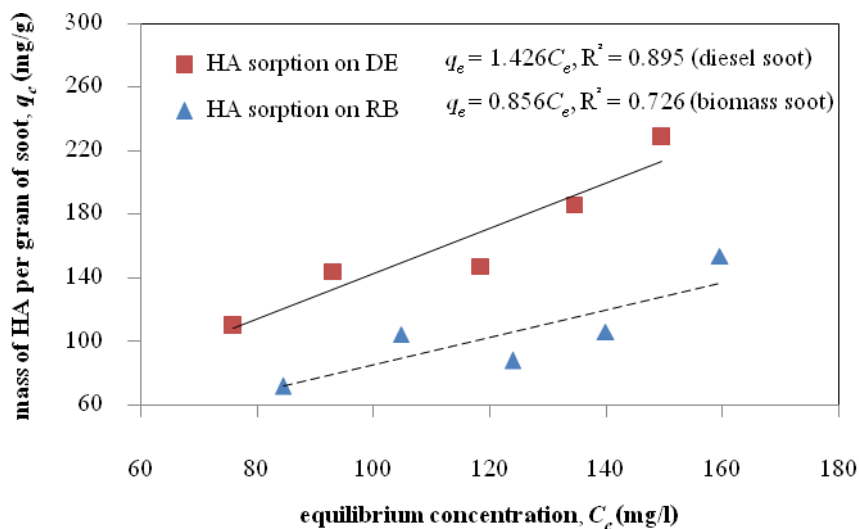 HA sorption on DE qₑ = 1.426Cₑ, R² = 0.895 (diesel soot)
HA sorption on RB qₑ = 0.856Cₑ, R² = 0.726 (biomass soot)
mass of HA per gram of soot, qₑ (mg/g)
300
260
220
180
140
100
60
60 80 100 120 140 160 180
equilibrium concentration, Cₑ (mg/l)